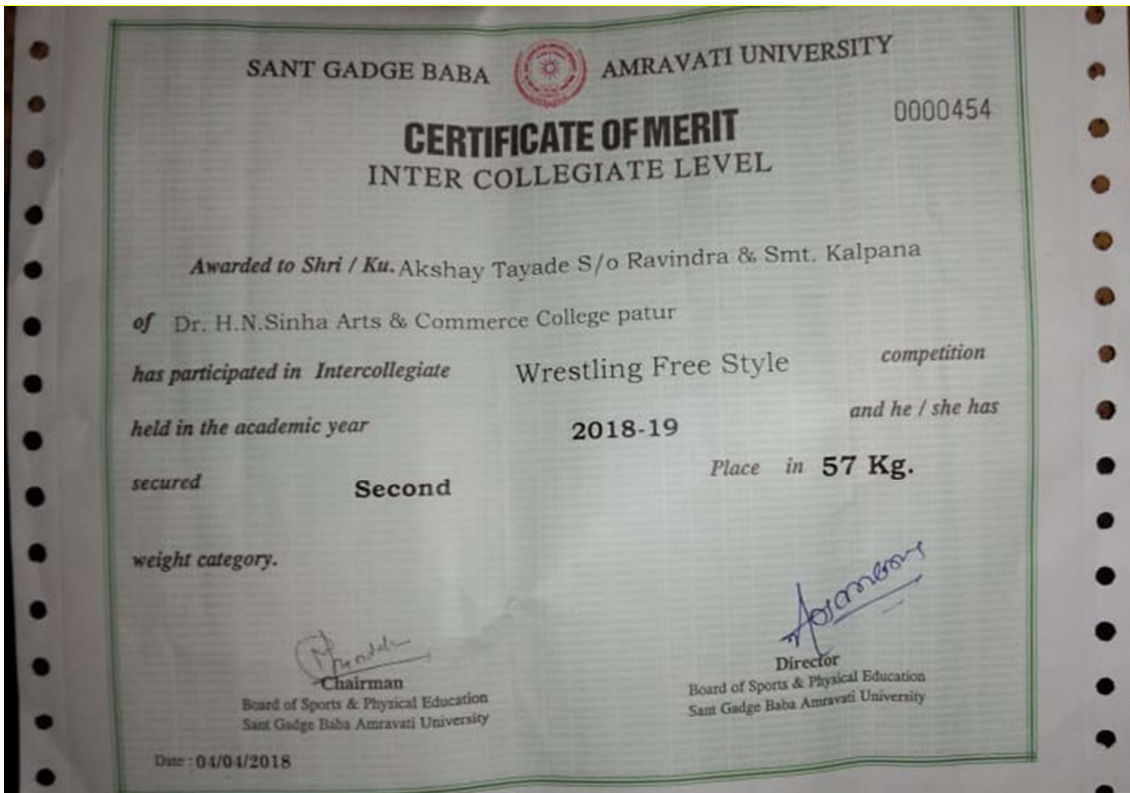 SANT GADGE BABA AMRAVATI UNIVERSITY
0000454
CERTIFICATE OF MERIT
INTER COLLEGIATE LEVEL
Awarded to Shri / Ku. Akshay Tayade S/o Ravindra & Smt. Kalpana
of Dr. H.N.Sinha Arts & Commerce College patur
has participated in Intercollegiate Wrestling Free Style competition
held in the academic year 2018-19 and he / she has
secured Second Place in 57 Kg.
weight category.
Chairman
Board of Sports & Physical Education
Sant Gadge Baba Amravati University
Director
Board of Sports & Physical Education
Sant Gadge Baba Amravati University
Date : 04/04/2018